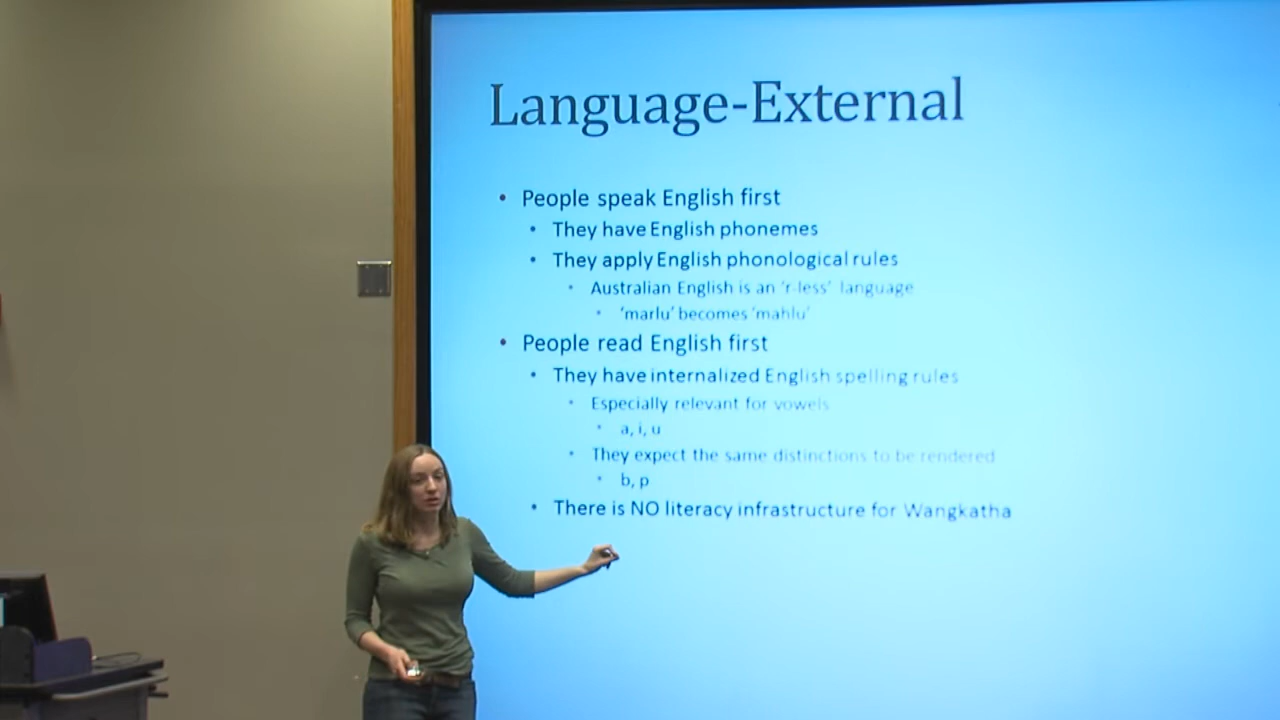 Language-External
• People speak English first
• They have English phonemes
• They apply English phonological rules
• Australian English is an 'r-less' language
• 'marlu' becomes 'mahlu'
• People read English first
• They have internalized English spelling rules
• Especially relevant for vowels
• a, i, u
• They expect the same distinctions to be rendered
• b, p
• There is NO literacy infrastructure for Wangkatha